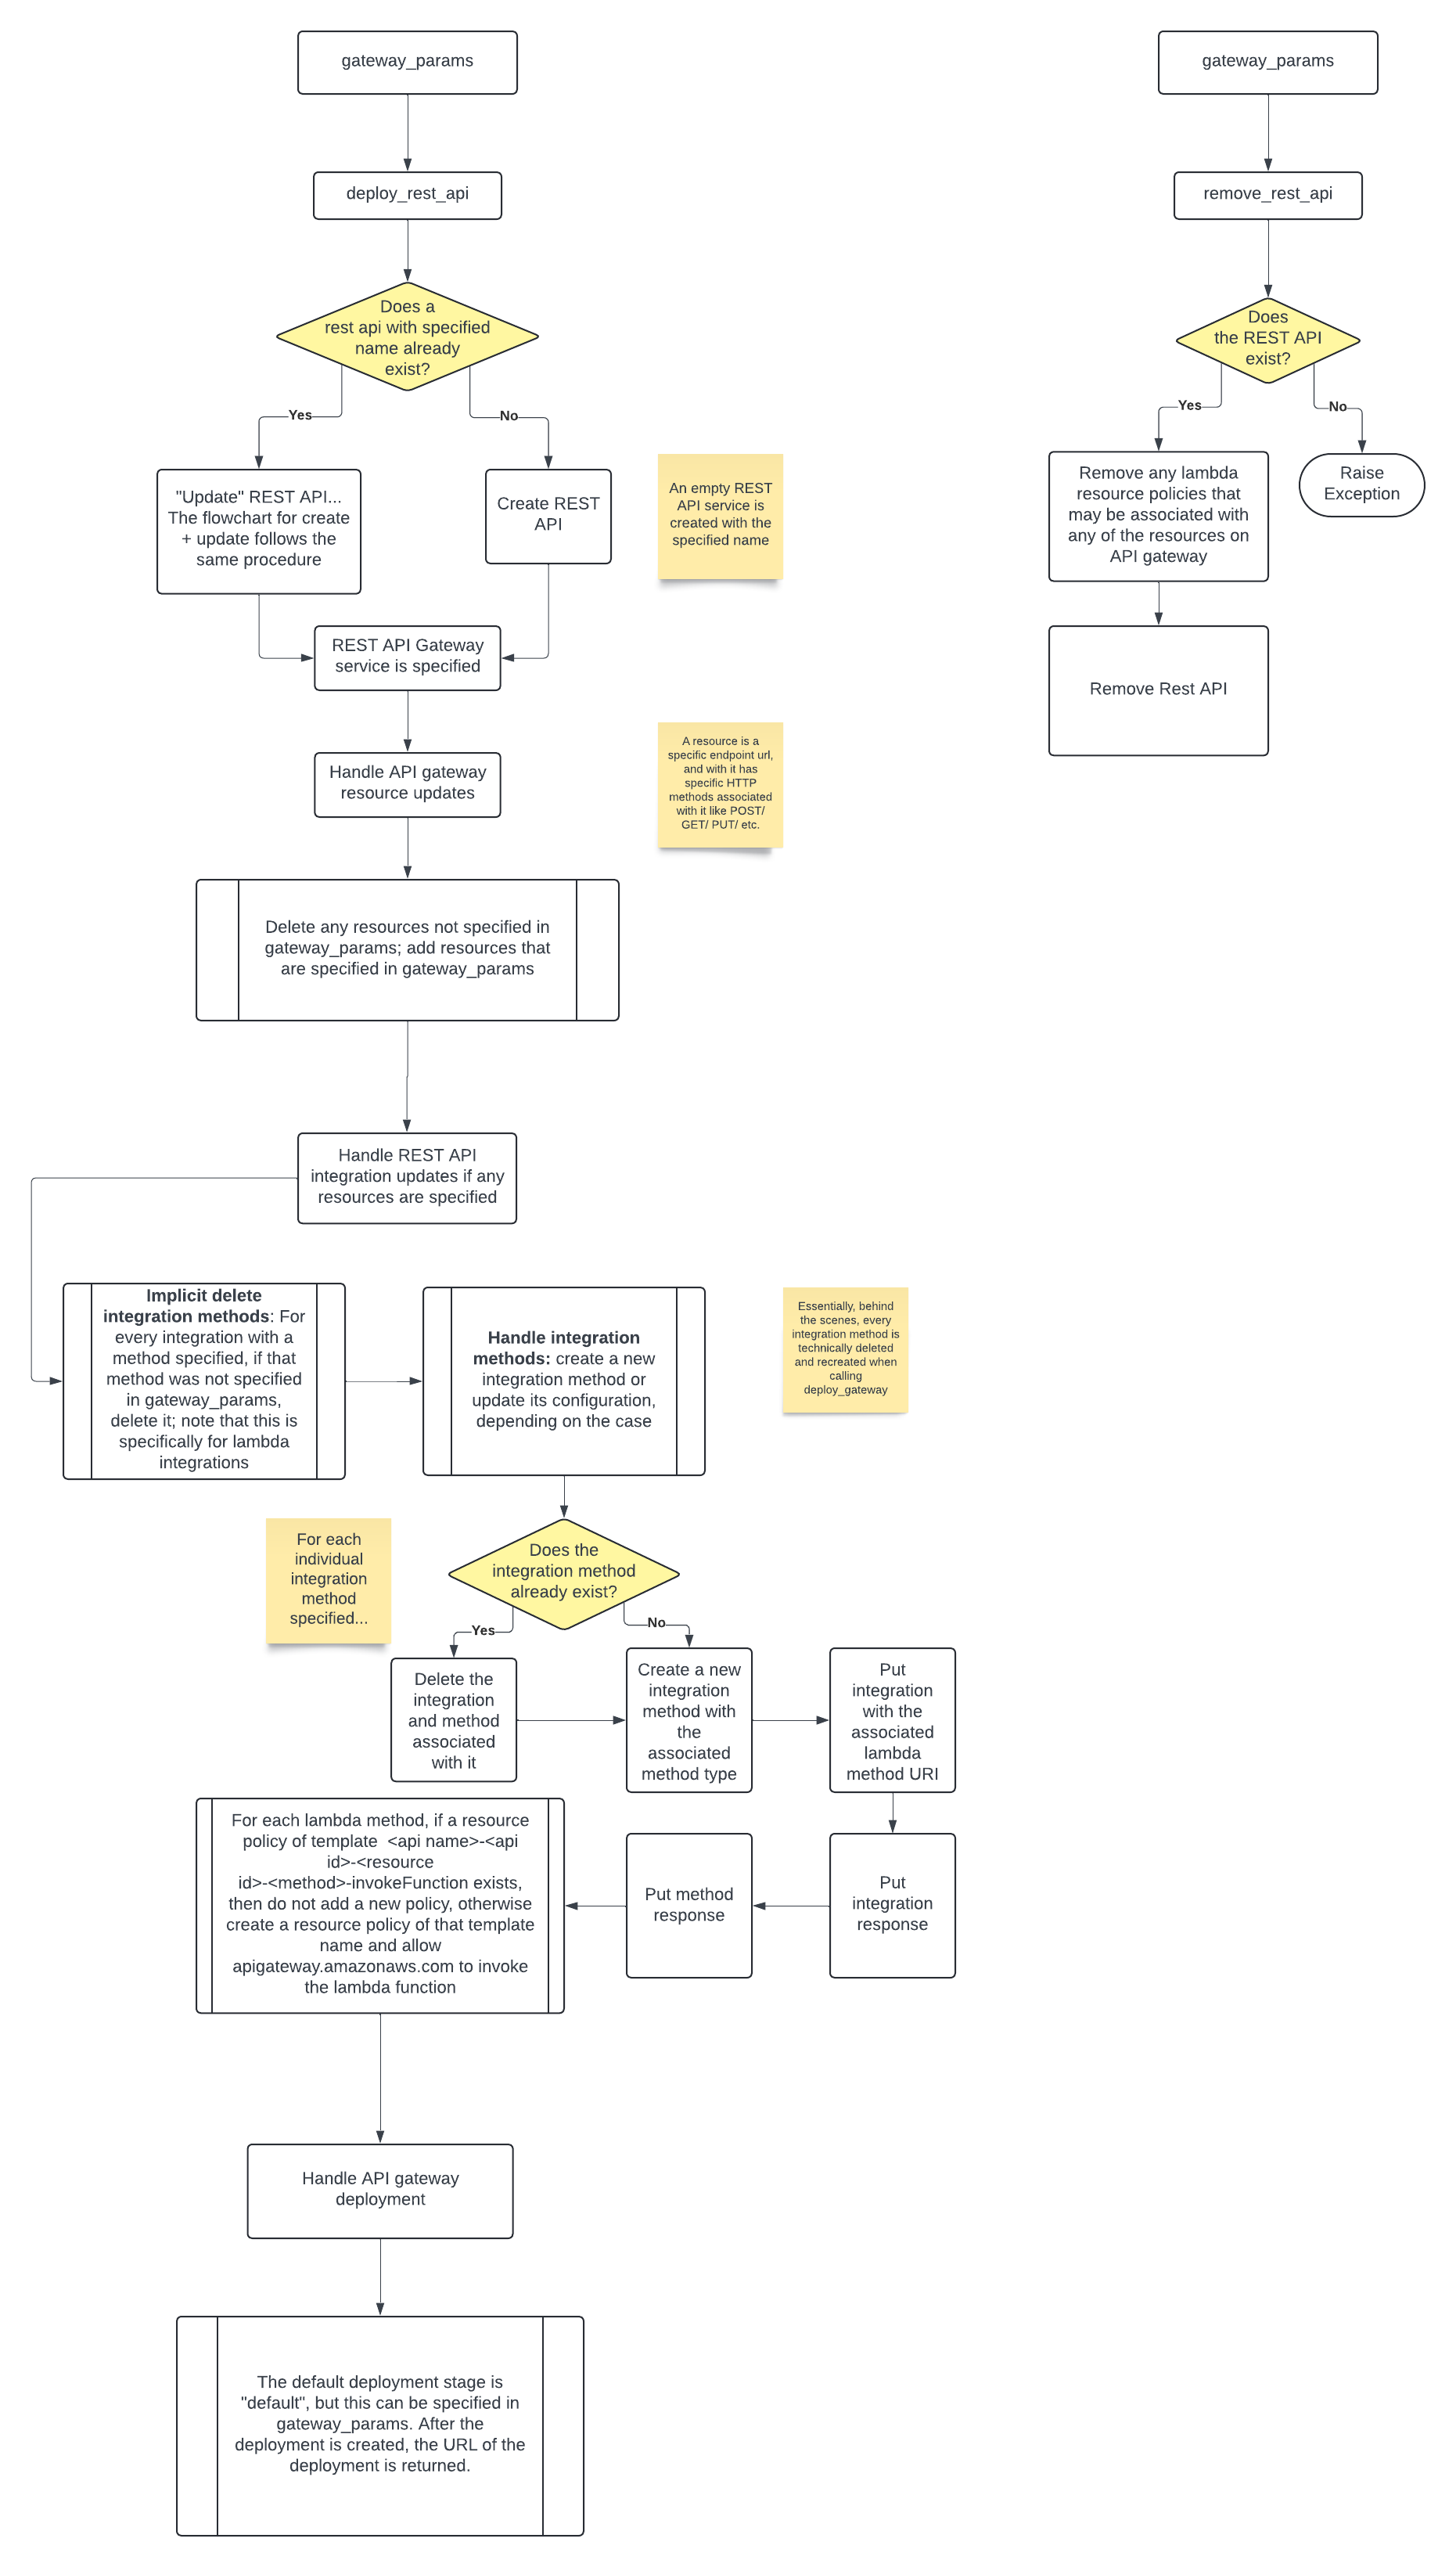 gateway_params
deploy_rest_api
Does a
rest api with specified
name already
exist?
Yes
No
"Update" REST API...
The flowchart for create
+ update follows the
same procedure
Create REST
API
An empty REST
API service is
created with the
specified name
REST API Gateway
service is specified
Handle API gateway
resource updates
A resource is a
specific endpoint url,
and with it has
specific HTTP
methods associated
with it like POST/
GET/ PUT/ etc.
Delete any resources not specified in
gateway_params; add resources that
are specified in gateway_params
Handle REST API
integration updates if any
resources are specified
Implicit delete
integration methods: For
every integration with a
method specified, if that
method was not specified
in gateway_params,
delete it; note that this is
specifically for lambda
integrations
Handle integration
methods: create a new
integration method or
update its configuration,
depending on the case
Essentially, behind
the scenes, every
integration method is
technically deleted
and recreated when
calling
deploy_gateway
For each
individual
integration
method
specified...
Does the
integration method
already exist?
Yes
No
Delete the
integration
and method
associated
with it
Create a new
integration
method with
the
associated
method type
Put
integration
with the
associated
lambda
method URI
Put
integration
response
Put method
response
For each lambda method, if a resource
policy of template  <api name>-<api
id>-<resource
id>-<method>-invokeFunction exists,
then do not add a new policy, otherwise
create a resource policy of that template
name and allow
apigateway.amazonaws.com to invoke
the lambda function
Handle API gateway
deployment
The default deployment stage is
"default", but this can be specified in
gateway_params. After the
deployment is created, the URL of the
deployment is returned.
gateway_params
remove_rest_api
Does
the REST API
exist?
Yes
No
Remove any lambda
resource policies that
may be associated with
any of the resources on
API gateway
Raise
Exception
Remove Rest API